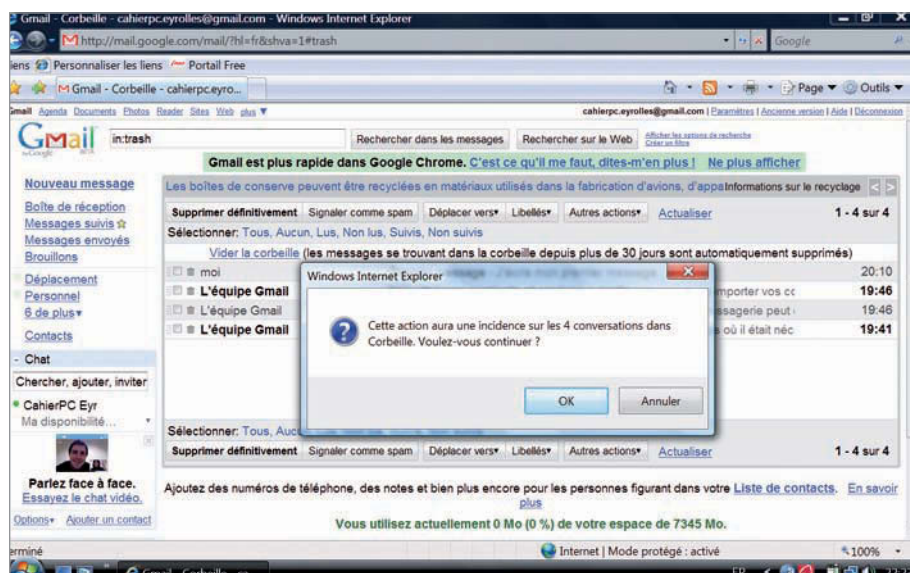 Gmail - Corbeille - cahierpc.eyrolles@gmail.com - Windows Internet Explorer
http://mail.google.com/mail/?hl=fr&shva=1#trash
Google
iens Personnaliser les liens Portail Free
Gmail - Corbeille - cahierpc.eyro...
Page Outils
Gmail Agenda Documents Photos Reader Sites Web plus
cahierpc.eyrolles@gmail.com | Paramètres | Ancienne version | Aide | Déconnexion
Gmail
in:trash
Rechercher dans les messages
Rechercher sur le Web
Afficher les options de recherche
Créer un filtre
Gmail est plus rapide dans Google Chrome. C'est ce qu'il me faut, dites-m'en plus ! Ne plus afficher
Nouveau message
Boîte de réception
Messages suivis
Messages envoyés
Brouillons
Déplacement
Personnel
6 de plus
Contacts
- Chat
Chercher, ajouter, inviter
CahierPC Eyr
Ma disponibilité...
Parlez face à face.
Essayez le chat vidéo.
Options Ajouter un contact
Les boîtes de conserve peuvent être recyclées en matériaux utilisés dans la fabrication d'avions, d'appa Informations sur le recyclage < >
Supprimer définitivement Signaler comme spam Déplacer vers Libellés Autres actions Actualiser 1 - 4 sur 4
Sélectionner: Tous, Aucun, Lus, Non lus, Suivis, Non suivis
Vider la corbeille (les messages se trouvant dans la corbeille depuis plus de 30 jours sont automatiquement supprimés)
moi 20:10
L'équipe Gmail mporter vos cc 19:46
L'équipe Gmail ssagerie peut 19:46
L'équipe Gmail où il était néc 19:41
Windows Internet Explorer
Cette action aura une incidence sur les 4 conversations dans
Corbeille. Voulez-vous continuer ?
OK Annuler
Sélectionner: Tous, Auc
Supprimer définitivement Signaler comme spam Déplacer vers Libellés Autres actions Actualiser 1 - 4 sur 4
Ajoutez des numéros de téléphone, des notes et bien plus encore pour les personnes figurant dans votre Liste de contacts. En savoir
plus
Vous utilisez actuellement 0 Mo (0 %) de votre espace de 7345 Mo.
erminé
Internet | Mode protégé : activé
100%